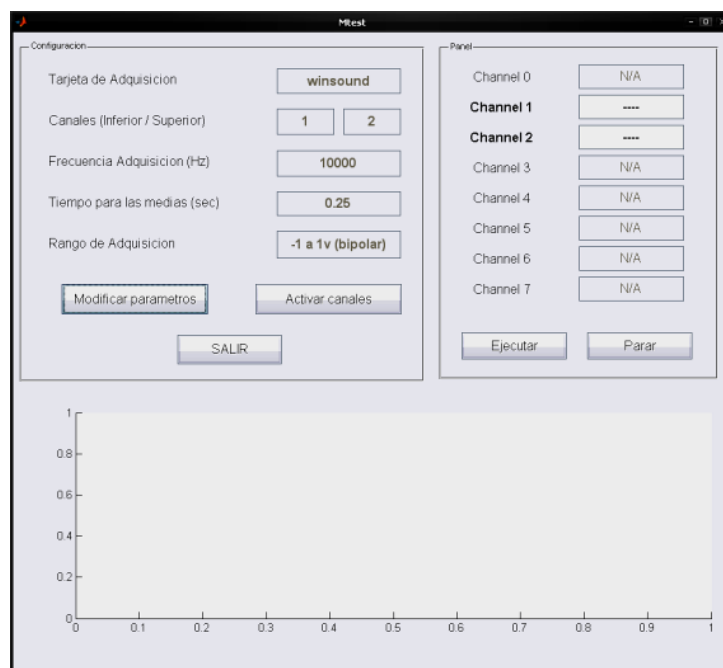 Mtest
Configuracion
Tarjeta de Adquisicion winsound
Canales (Inferior / Superior) 1 2
Frecuencia Adquisicion (Hz) 10000
Tiempo para las medias (sec) 0.25
Rango de Adquisicion -1 a 1v (bipolar)
Modificar parametros Activar canales
SALIR
Panel
Channel 0 N/A
Channel 1 ----
Channel 2 ----
Channel 3 N/A
Channel 4 N/A
Channel 5 N/A
Channel 6 N/A
Channel 7 N/A
Ejecutar Parar
1
0.8
0.6
0.4
0.2
0
0 0.1 0.2 0.3 0.4 0.5 0.6 0.7 0.8 0.9 1